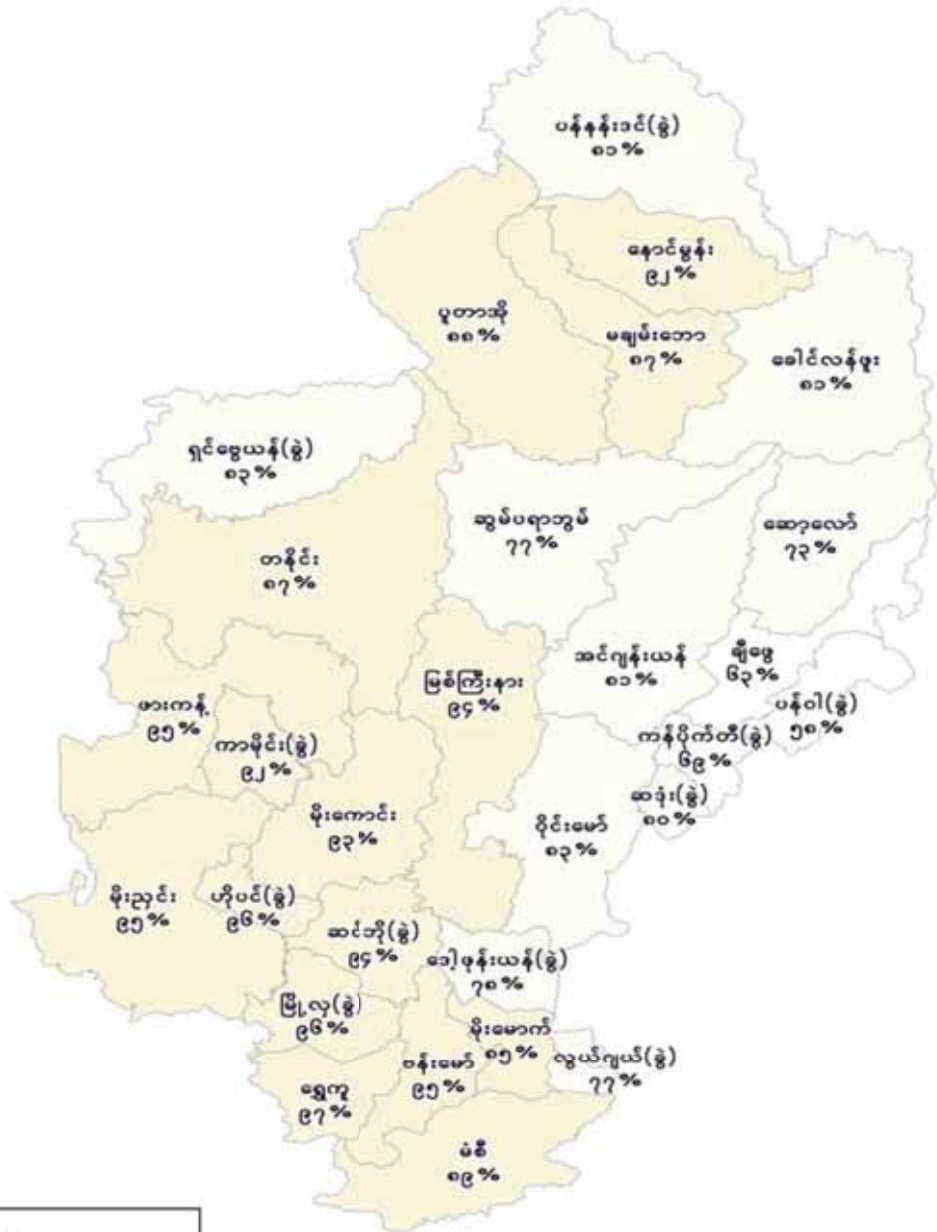 ပန်နန်းဒင်(ခွဲ)
၈၁%
နောင်မွန်း
၉၂%
ပူတာအို
၈၈%
မချမ်းဘော
၈၇%
ခေါင်လန်ဖူး
၈၁%
ရှင်ဗွေယန်(ခွဲ)
၈၃%
ဆွမ်ပရာဘွမ်
၇၇%
ဆော့လော်
၇၃%
တနိုင်း
၈၇%
အင်ဂျန်းယန်
၈၁%
ချီဖွေ
၆၃%
မြစ်ကြီးနား
၉၄%
ပန်ဝါ(ခွဲ)
၅၈%
ဖားကန့်
၉၅%
ကာမိုင်း(ခွဲ)
၉၂%
ကန်ပိုက်တီ(ခွဲ)
၆၉%
ဆဒုံး(ခွဲ)
၈၀%
မိုးကောင်း
၉၃%
ဝိုင်းမော်
၈၃%
မိုးညှင်း
၉၅%
ဟိုပင်(ခွဲ)
၉၆%
ဆင်ဘို(ခွဲ)
၉၄%
ဒေါ့ဖုန်းယန်(ခွဲ)
၇၈%
မြို့လှ(ခွဲ)
၉၆%
မိုးမောက်
၈၅%
ဗန်းမော်
၉၅%
လွယ်ဂျယ်(ခွဲ)
၇၇%
ရွှေကူ
၉၇%
မံစီ
၈၉%